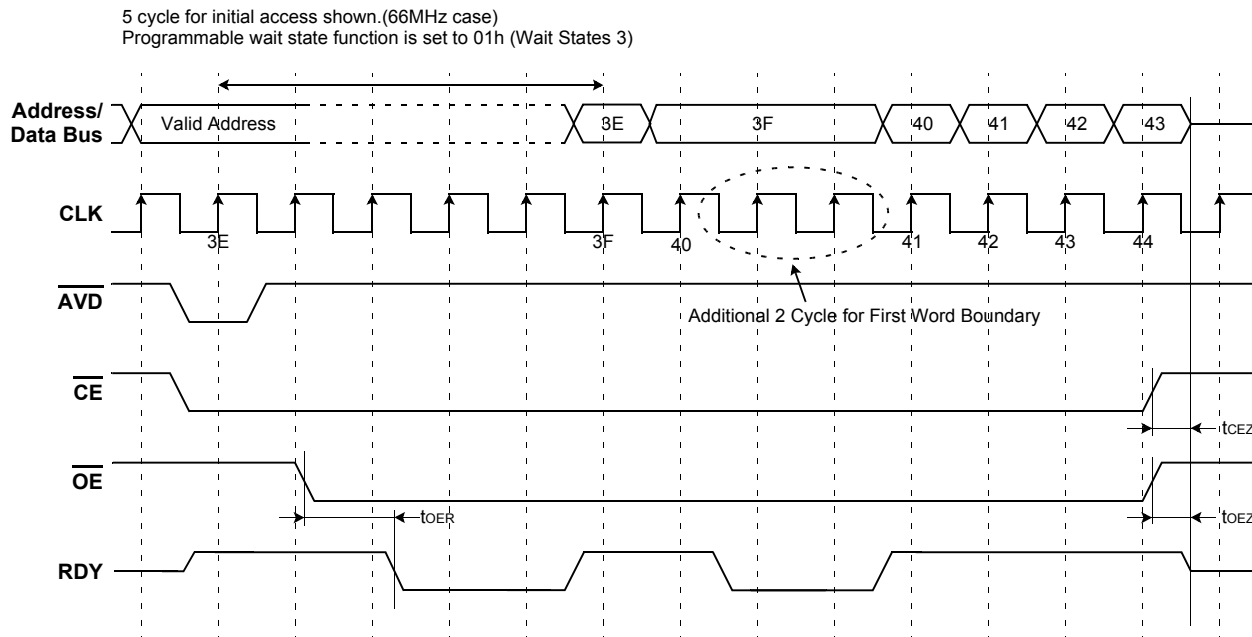 5 cycle for initial access shown.(66MHz case)
Programmable wait state function is set to 01h (Wait States 3)
Address/
Data Bus
Valid Address
3E
3F
40
41
42
43
CLK
3E
3F
40
41
42
43
44
AVD
Additional 2 Cycle for First Word Boundary
CE
tCEZ
OE
tOER
tOEZ
RDY